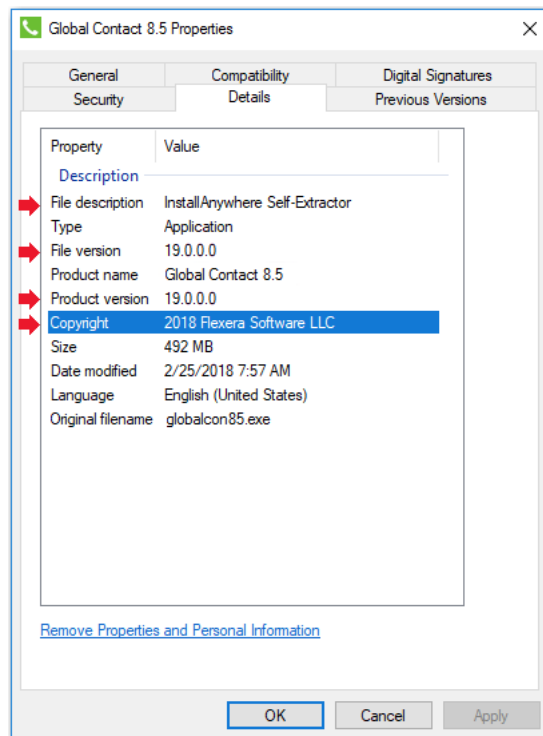 Global Contact 8.5 Properties
General Compatibility Digital Signatures
Security Details Previous Versions
Property Value
Description
File description InstallAnywhere Self-Extractor
Type Application
File version 19.0.0.0
Product name Global Contact 8.5
Product version 19.0.0.0
Copyright 2018 Flexera Software LLC
Size 492 MB
Date modified 2/25/2018 7:57 AM
Language English (United States)
Original filename globalcon85.exe
Remove Properties and Personal Information
OK Cancel Apply